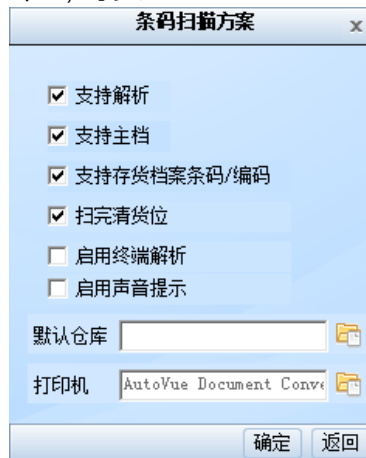 条码扫描方案 x
支持解析
支持主档
支持存货档案条码/编码
扫完清货位
启用终端解析
启用声音提示
默认仓库
打印机 AutoVue Document Conve
确定 返回